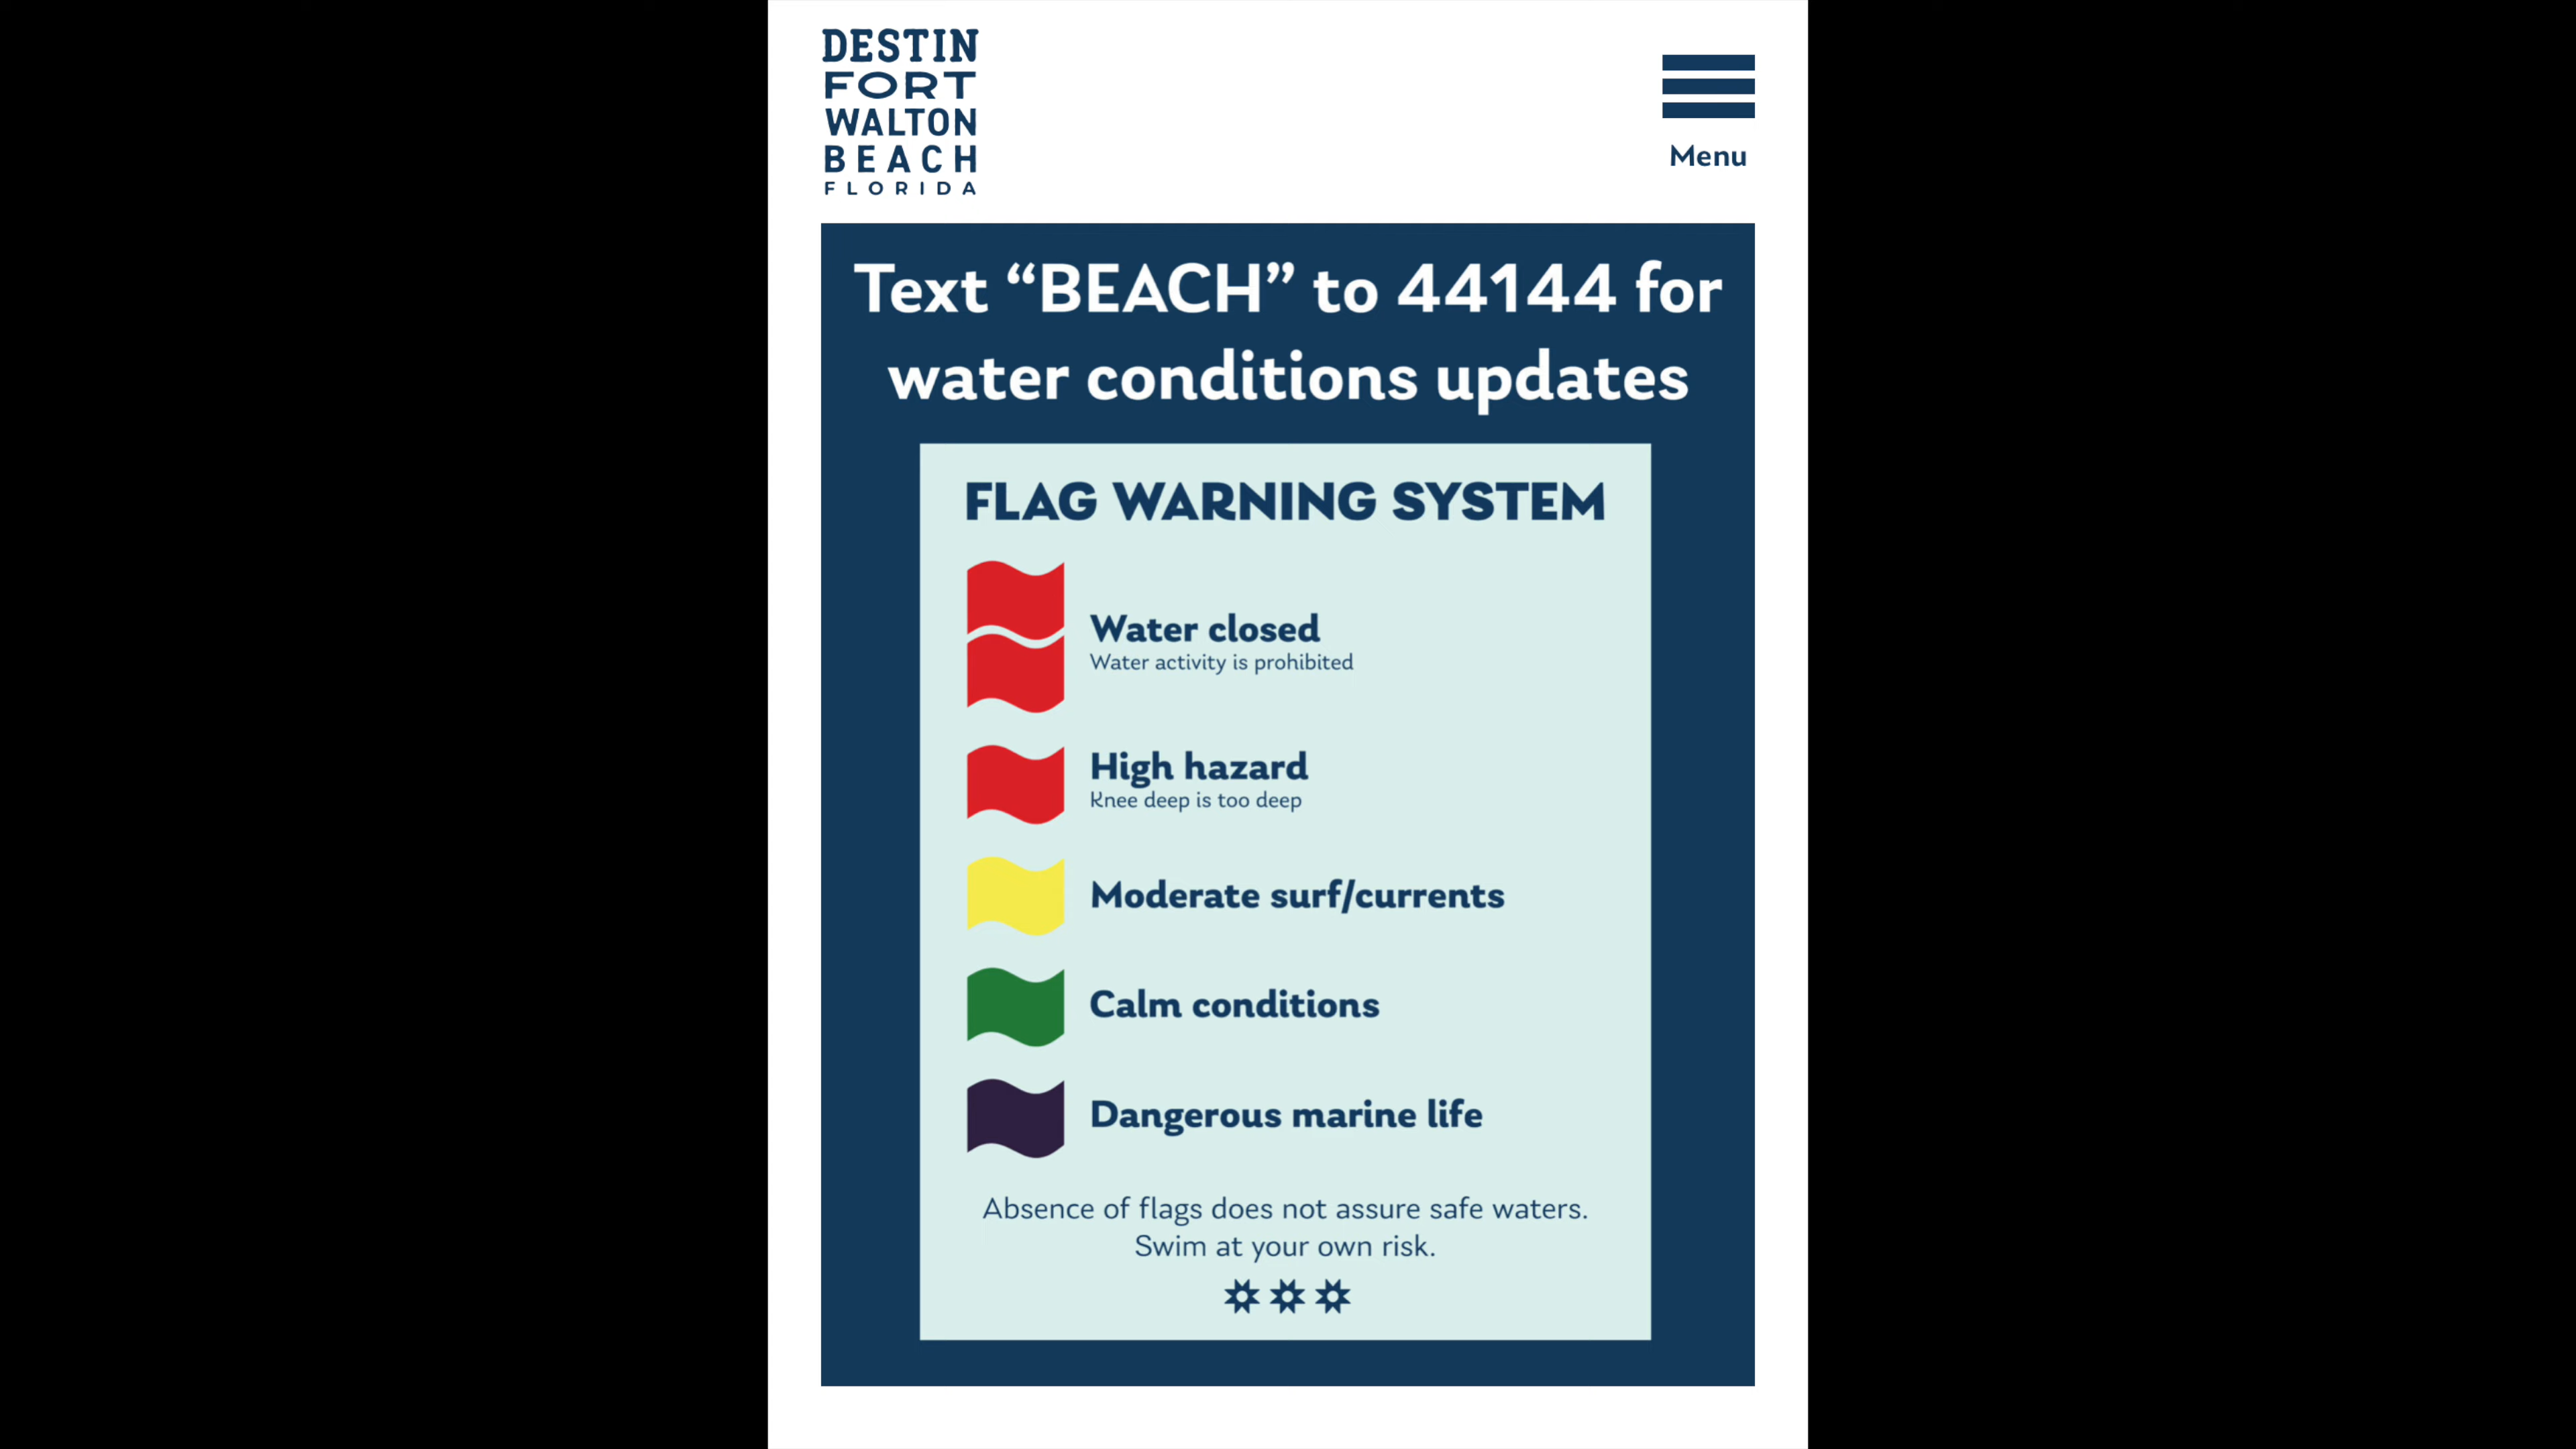 DESTIN
FORT
WALTON
BEACH
FLORIDA
Menu
Text “BEACH” to 44144 for
water conditions updates
FLAG WARNING SYSTEM
Water closed
Water activity is prohibited
High hazard
Knee deep is too deep
Moderate surf/currents
Calm conditions
Dangerous marine life
Absence of flags does not assure safe waters.
Swim at your own risk.